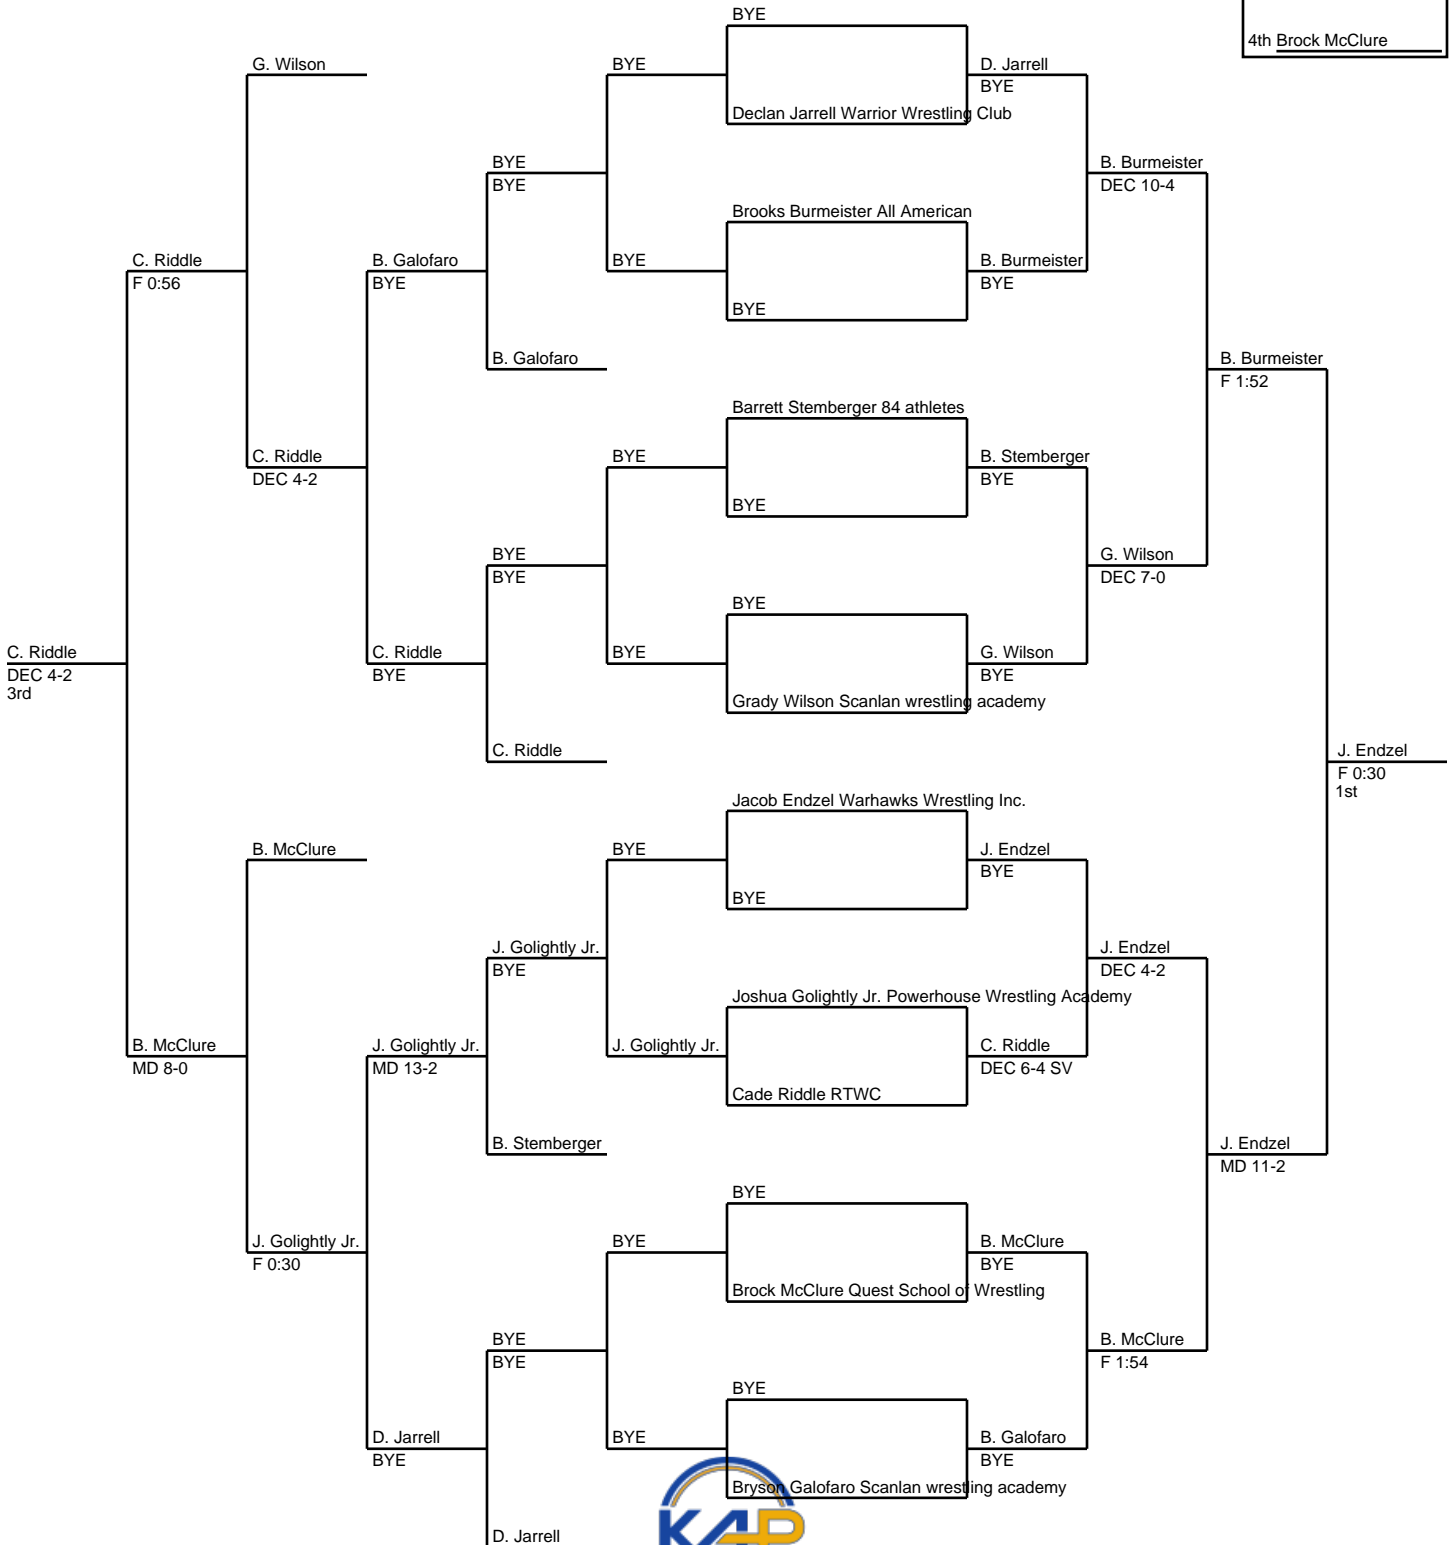 BYE
4th Brock McClure
G. Wilson
BYE
D. Jarrell
BYE
Declan Jarrell Warrior Wrestling Club
BYE
BYE
B. Burmeister
DEC 10-4
Brooks Burmeister All American
C. Riddle
F 0:56
B. Galofaro
BYE
BYE
B. Burmeister
BYE
BYE
B. Galofaro
B. Burmeister
F 1:52
Barrett Stemberger 84 athletes
C. Riddle
DEC 4-2
BYE
B. Stemberger
BYE
BYE
BYE
BYE
G. Wilson
DEC 7-0
BYE
C. Riddle
DEC 4-2
3rd
C. Riddle
BYE
BYE
G. Wilson
BYE
Grady Wilson Scanlan wrestling academy
C. Riddle
J. Endzel
F 0:30
1st
Jacob Endzel Warhawks Wrestling Inc.
B. McClure
BYE
J. Endzel
BYE
BYE
J. Golightly Jr.
BYE
J. Endzel
DEC 4-2
Joshua Golightly Jr. Powerhouse Wrestling Academy
B. McClure
MD 8-0
J. Golightly Jr.
MD 13-2
J. Golightly Jr.
C. Riddle
DEC 6-4 SV
Cade Riddle RTWC
B. Stemberger
J. Endzel
MD 11-2
BYE
J. Golightly Jr.
F 0:30
BYE
B. McClure
BYE
Brock McClure Quest School of Wrestling
BYE
BYE
B. McClure
F 1:54
BYE
D. Jarrell
BYE
BYE
B. Galofaro
BYE
Bryson Galofaro Scanlan wrestling academy
KAP
D. Jarrell